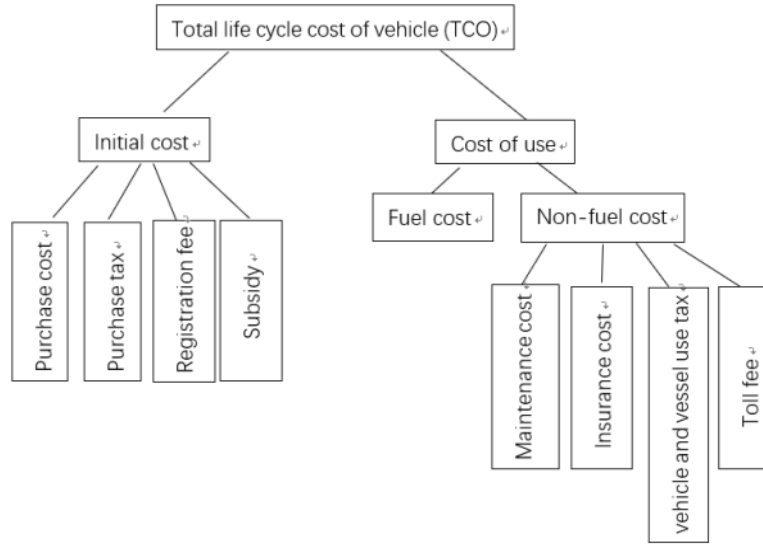 Total life cycle cost of vehicle (TCO)
Initial cost
Cost of use
Purchase cost
Purchase tax
Registration fee
Subsidy
Fuel cost
Non-fuel cost
Maintenance cost
Insurance cost
vehicle and vessel use tax
Toll fee